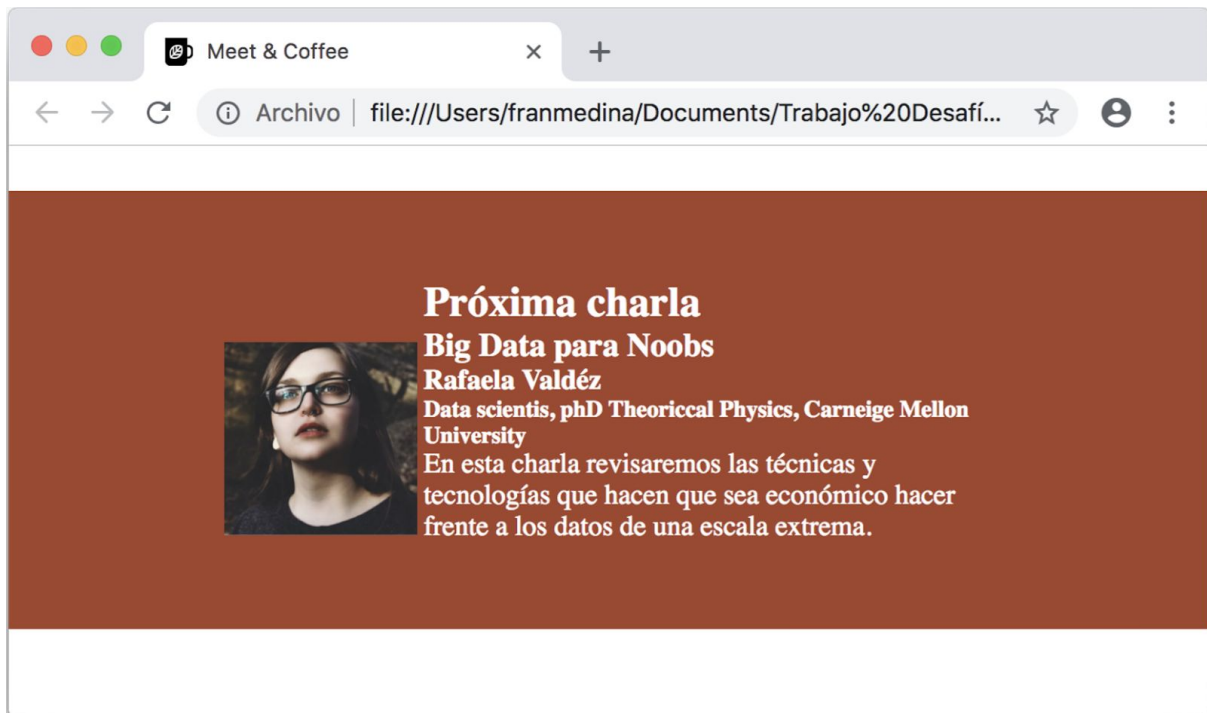 Meet & Coffee
Archivo file:///Users/franmedina/Documents/Trabajo%20Desafí...
Próxima charla
Big Data para Noobs
Rafaela Valdéz
Data scientis, phD Theoriccal Physics, Carneige Mellon
University
En esta charla revisaremos las técnicas y
tecnologías que hacen que sea económico hacer
frente a los datos de una escala extrema.